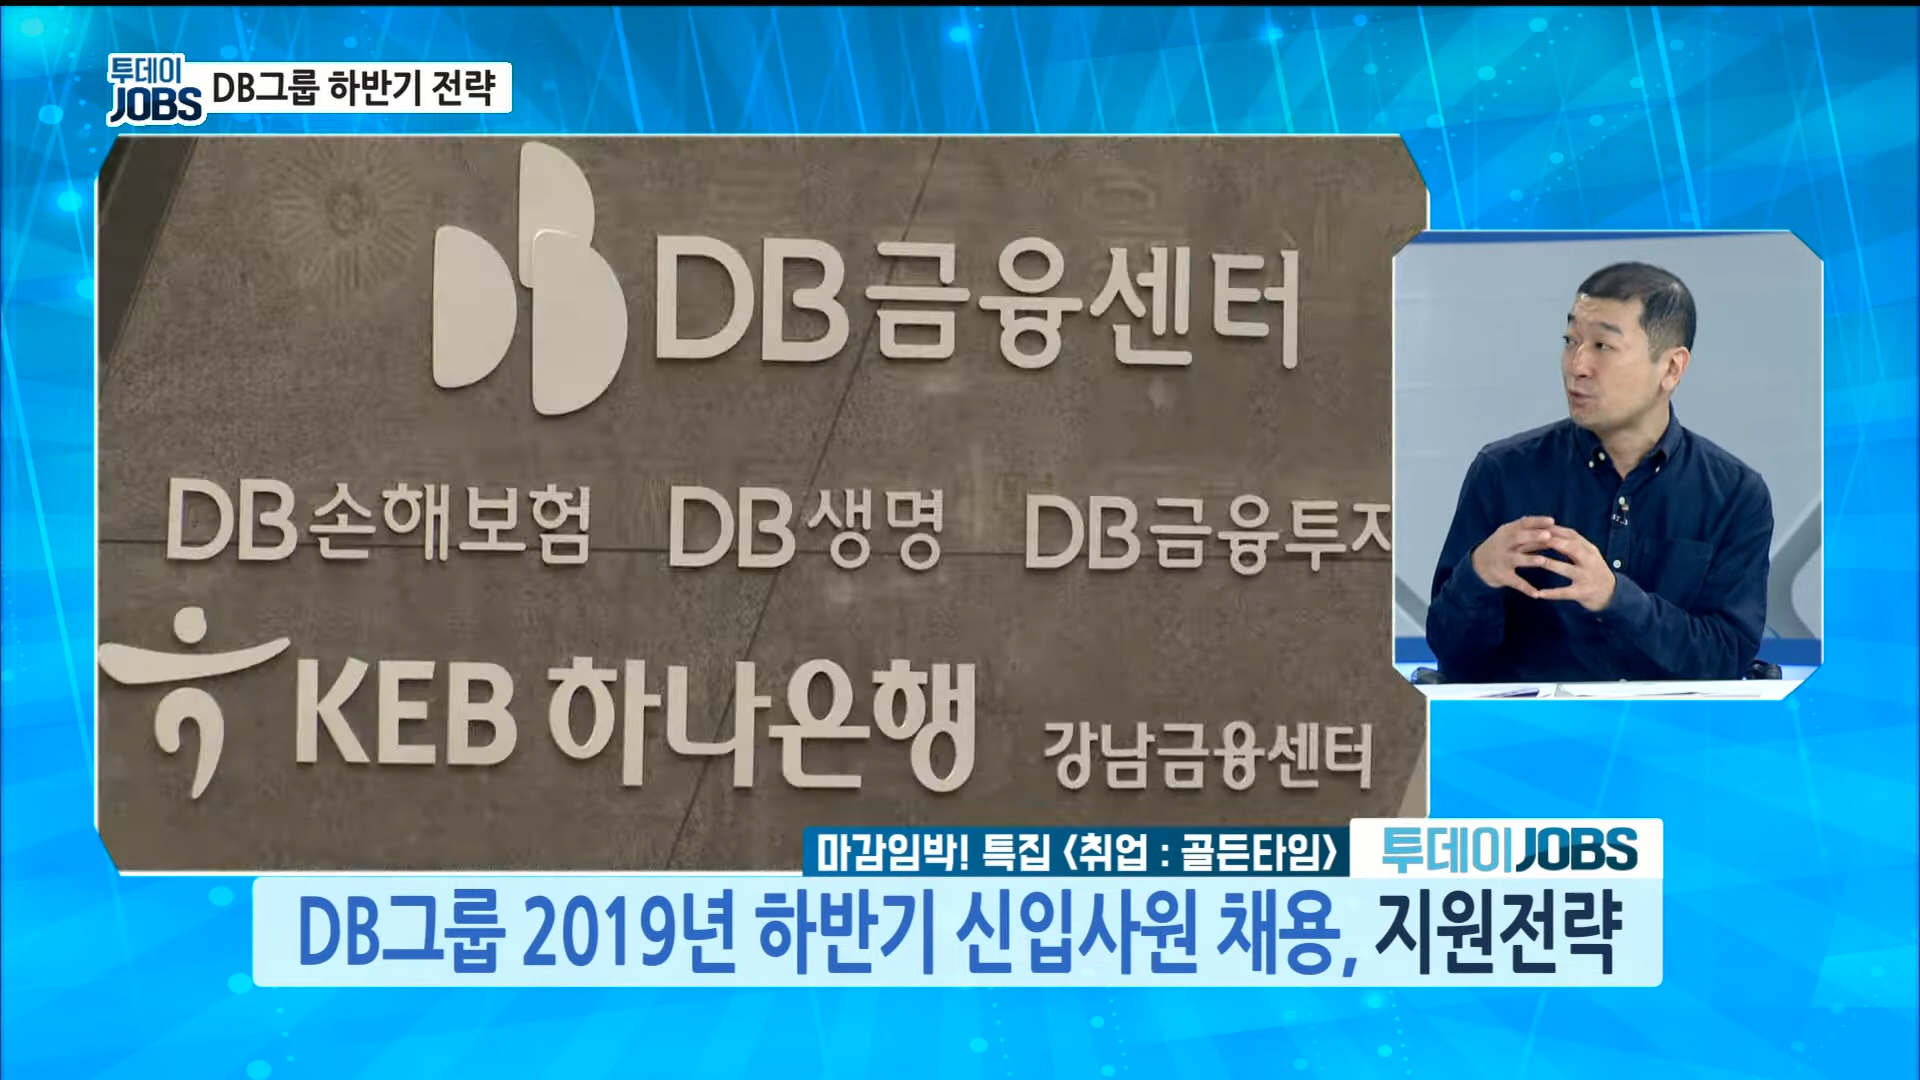 투데이
JOBS
DB그룹 하반기 전략
DB금융센터
DB손해보험 DB생명 DB금융투자
KEB 하나은행 강남금융센터
마감임박! 특집 <취업 : 골든타임>
투데이JOBS
DB그룹 2019년 하반기 신입사원 채용, 지원전략